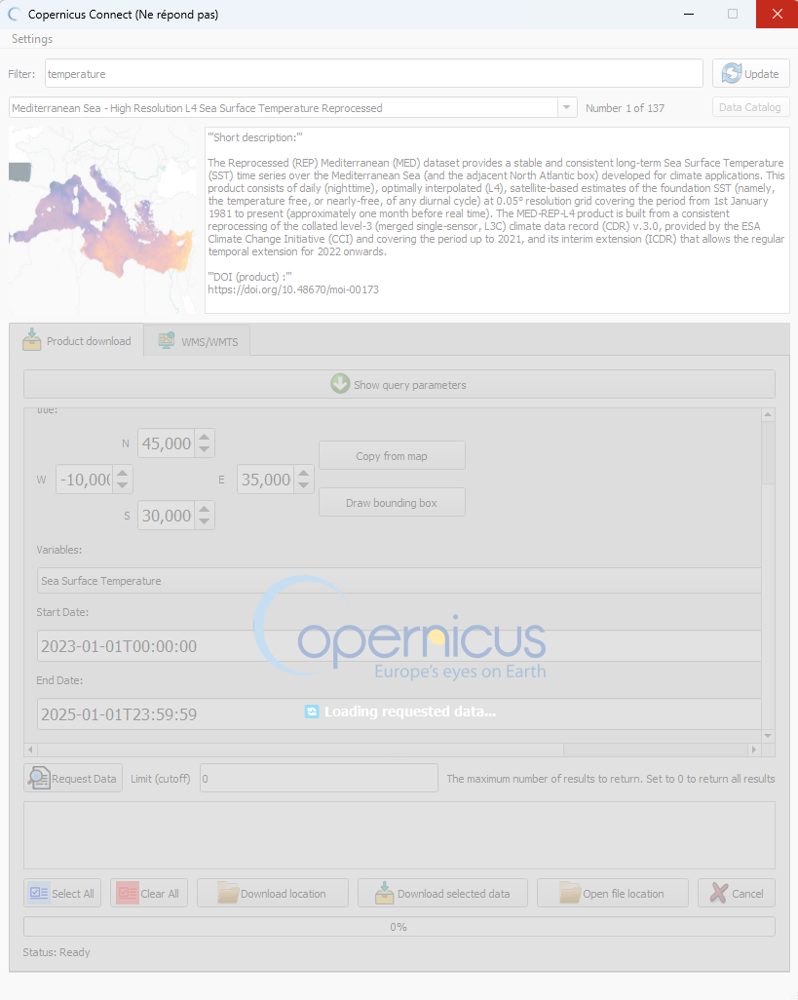 Copernicus Connect (Ne répond pas)
Settings
Filter: temperature Update
Mediterranean Sea - High Resolution L4 Sea Surface Temperature Reprocessed Number 1 of 137 Data Catalog
'''Short description:'''
The Reprocessed (REP) Mediterranean (MED) dataset provides a stable and consistent long-term Sea Surface Temperature
(SST) time series over the Mediterranean Sea (and the adjacent North Atlantic box) developed for climate applications. This
product consists of daily (nighttime), optimally interpolated (L4), satellite-based estimates of the foundation SST (namely,
the temperature free, or nearly-free, of any diurnal cycle) at 0.05° resolution grid covering the period from 1st January
1981 to present (approximately one month before real time). The MED-REP-L4 product is built from a consistent
reprocessing of the collated level-3 (merged single-sensor, L3C) climate data record (CDR) v.3.0, provided by the ESA
Climate Change Initiative (CCI) and covering the period up to 2021, and its interim extension (ICDR) that allows the regular
temporal extension for 2022 onwards.
'''DOI (product) :'''
https://doi.org/10.48670/moi-00173
Product download WMS/WMTS
Show query parameters
title:
N 45,000
Copy from map
W -10,000 E 35,000
Draw bounding box
S 30,000
Variables:
Sea Surface Temperature
Start Date:
opernicus
2023-01-01T00:00:00
Europe's eyes on Earth
End Date:
2025-01-01T23:59:59
Loading requested data...
Request Data Limit (cutoff) 0 The maximum number of results to return. Set to 0 to return all results
Select All Clear All Download location Download selected data Open file location Cancel
0%
Status: Ready